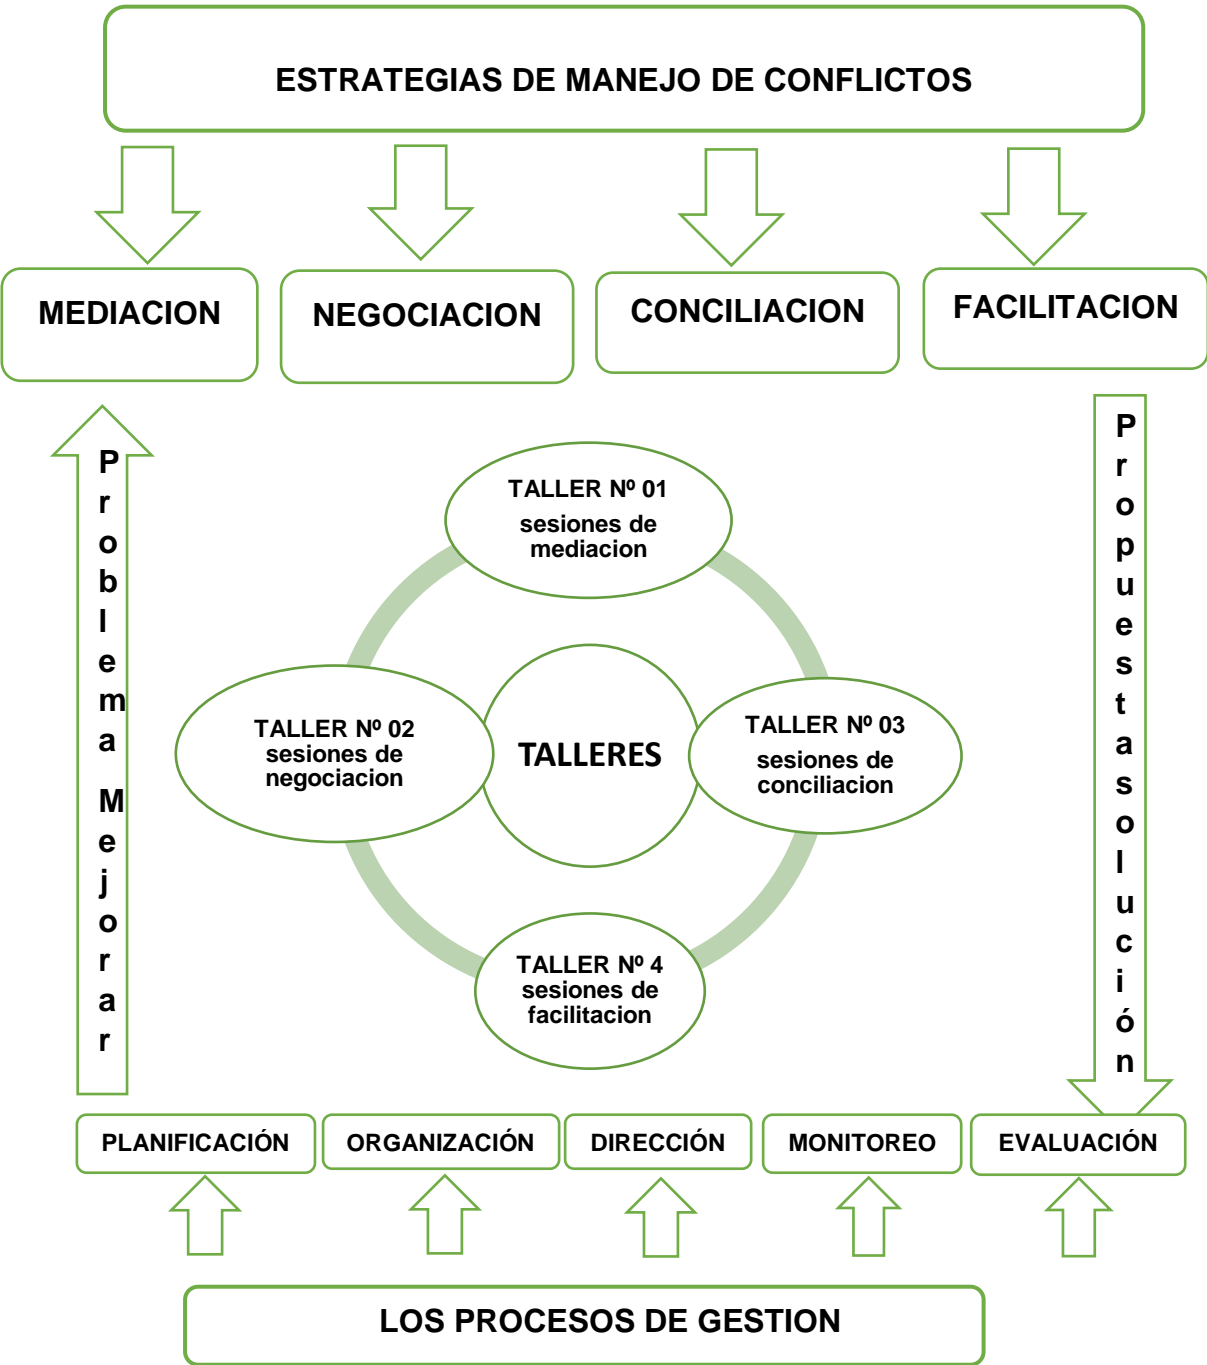 ESTRATEGIAS DE MANEJO DE CONFLICTOS
MEDIACION
NEGOCIACION
CONCILIACION
FACILITACION
Problema Mejorar
TALLER Nº 01
sesiones de
mediacion
TALLER Nº 02
sesiones de
negociacion
TALLERES
TALLER Nº 03
sesiones de
conciliacion
TALLER Nº 4
sesiones de
facilitacion
Propuesta solución
PLANIFICACIÓN
ORGANIZACIÓN
DIRECCIÓN
MONITOREO
EVALUACIÓN
LOS PROCESOS DE GESTION